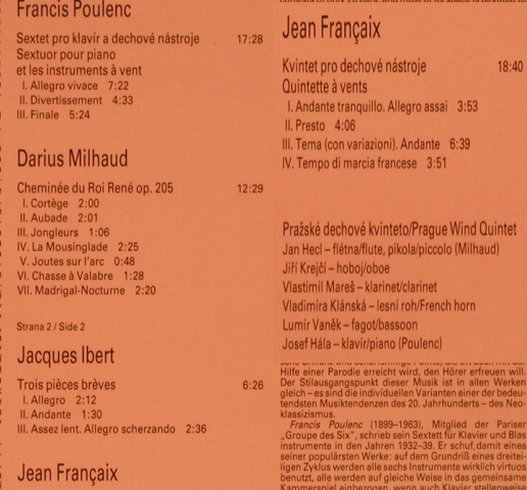 Francis Poulenc
Sextet pro klavír a dechové nástroje 17:28
Sextuor pour piano
et les instruments à vent
I. Allegro vivace 7:22
II. Divertissement 4:33
III. Finale 5:24
Darius Milhaud
Cheminée du Roi René op. 205 12:29
I. Cortège 2:00
II. Aubade 2:01
III. Jongleurs 1:06
IV. La Mousinglade 2:25
V. Joutes sur l'arc 0:48
VI. Chasse à Valabre 1:28
VII. Madrigal-Nocturne 2:20
Strana 2 / Side 2
Jacques Ibert
Trois pièces brèves 6:26
I. Allegro 2:12
II. Andante 1:30
III. Assez lent. Allegro scherzando 2:36
Jean Françaix
Jean Françaix
Kvintet pro dechové nástroje 18:40
Quintette à vents
I. Andante tranquillo. Allegro assai 3:53
II. Presto 4:06
III. Tema (con variazioni). Andante 6:39
IV. Tempo di marcia francese 3:51
Pražské dechové kvinteto/Prague Wind Quintet
Jan Hecl – flétna/flute, pikola/piccolo (Milhaud)
Jiří Krejčí – hoboj/oboe
Vlastimil Mareš – klarinet/clarinet
Vladimíra Klánská – lesní roh/French horn
Lumír Vaněk – fagot/bassoon
Josef Hála – klavír/piano (Poulenc)
Hilfe einer Parodie erreicht wird, den Hörer erfreuen will.
Der Stilausgangspunkt dieser Musik ist in allen Werken
gleich – es sind die individuellen Varianten einer der bedeu-
tendsten Musiktendenzen des 20. Jahrhunderts – des Neo-
klassizismus.
Francis Poulenc (1899–1963), Mitglied der Pariser
„Groupe des Six", schrieb sein Sextett für Klavier und Blas
instrumente in den Jahren 1932–39. Er schuf damit eines
seiner populärsten Werke: auf dem Grundriß eines dreitei-
ligen Zyklus werden alle sechs Instrumente wirklich virtuos
benutzt, alle werden auf gleiche Weise in das gemeinsame
Kammerspiel einbezogen, wenn auch Klavier stellenweise